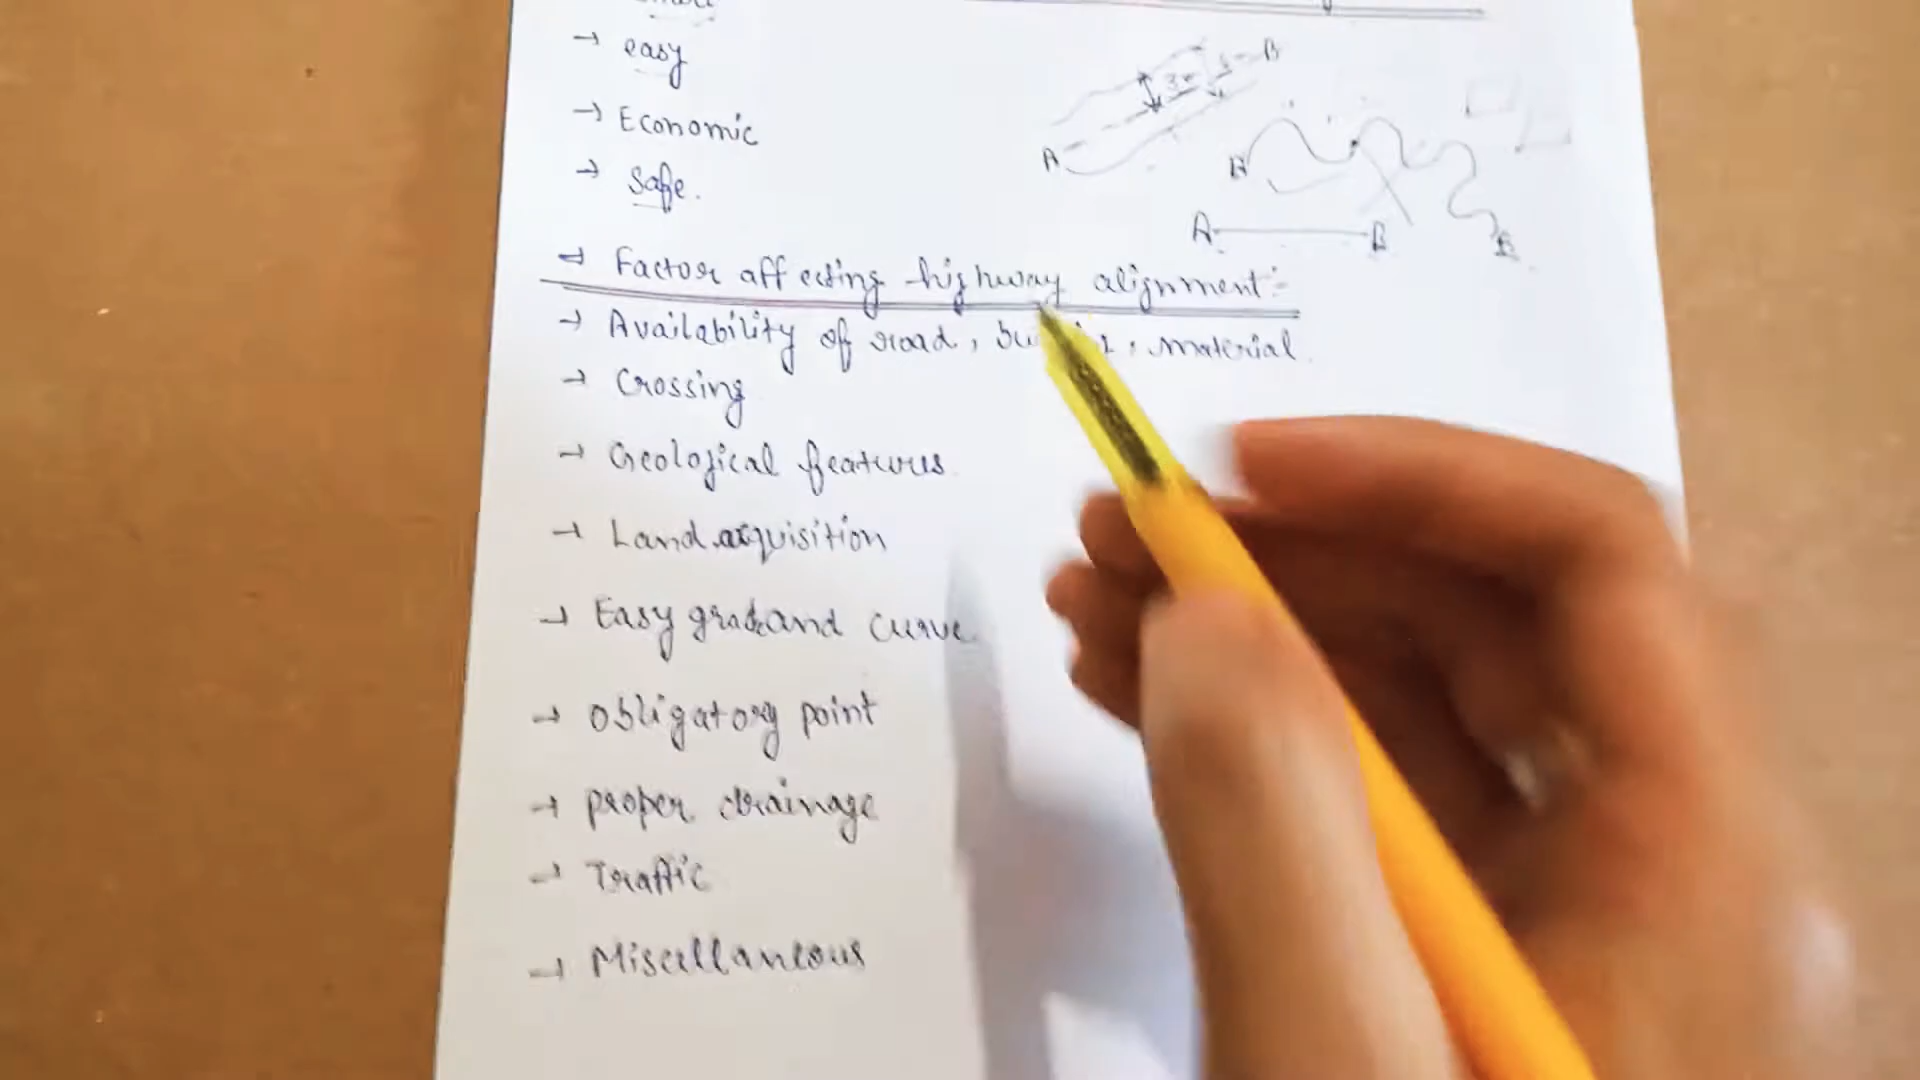 → easy
→ Economic
→ safe.
A
3m
B
A
B
A
B
→ Factor affecting highway alignment:-
→ Availability of road, material.
→ Crossing
→ Geological features.
→ Land acquisition
→ Easy grade and curve.
→ obligatory point
→ proper drainage
→ Traffic
→ Miscellaneous